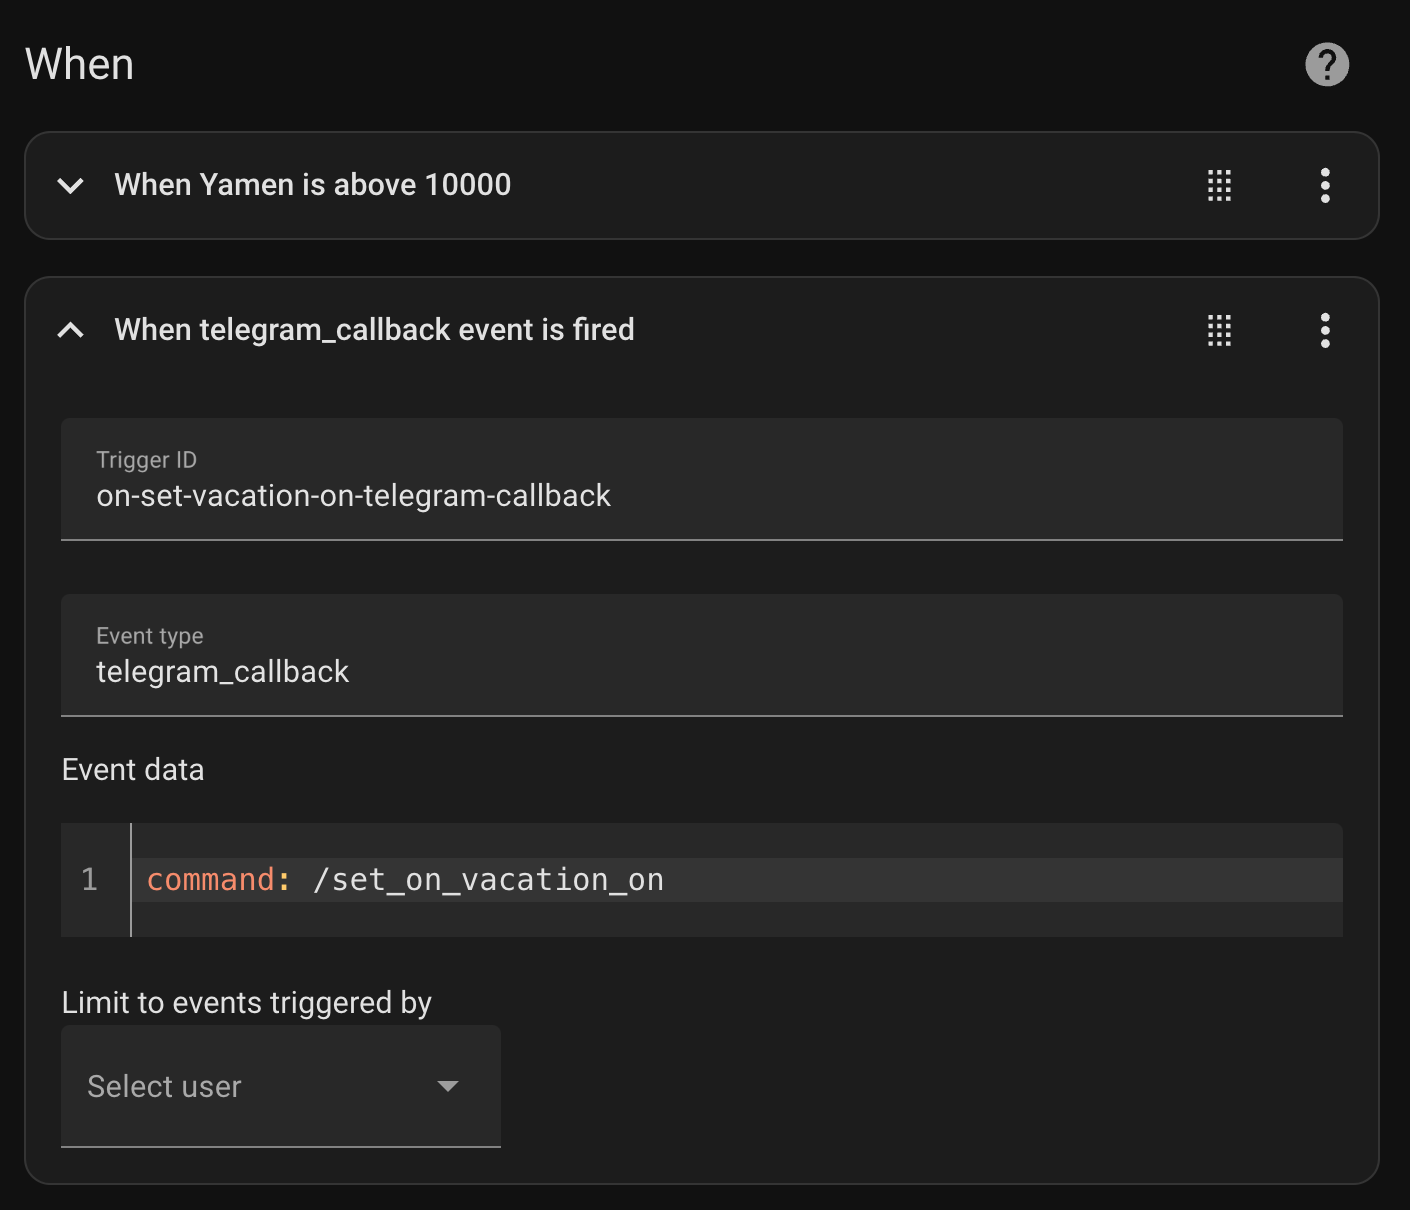 When
?
When Yamen is above 10000
When telegram_callback event is fired
Trigger ID
on-set-vacation-on-telegram-callback
Event type
telegram_callback
Event data
1 command: /set_on_vacation_on
Limit to events triggered by
Select user